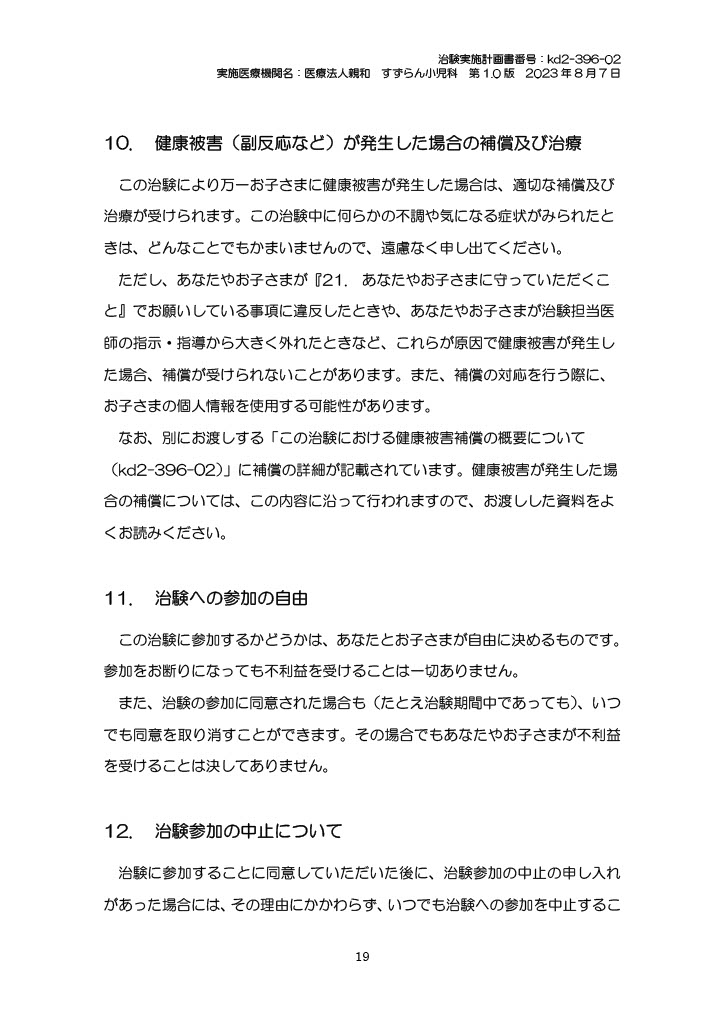 治験実施計画書番号：kd2-396-02
実施医療機関名：医療法人親和　すずらん小児科　第 1.0 版　2023 年 8 月 7 日
10．　健康被害（副反応など）が発生した場合の補償及び治療
この治験により万一お子さまに健康被害が発生した場合は、適切な補償及び
治療が受けられます。この治験中に何らかの不調や気になる症状がみられたと
きは、どんなことでもかまいませんので、遠慮なく申し出てください。
ただし、あなたやお子さまが『21．　あなたやお子さまに守っていただくこ
と』でお願いしている事項に違反したときや、あなたやお子さまが治験担当医
師の指示・指導から大きく外れたときなど、これらが原因で健康被害が発生し
た場合、補償が受けられないことがあります。また、補償の対応を行う際に、
お子さまの個人情報を使用する可能性があります。
なお、別にお渡しする「この治験における健康被害補償の概要について
（kd2-396-02）」に補償の詳細が記載されています。健康被害が発生した場
合の補償については、この内容に沿って行われますので、お渡しした資料をよ
くお読みください。
11．　治験への参加の自由
この治験に参加するかどうかは、あなたとお子さまが自由に決めるものです。
参加をお断りになっても不利益を受けることは一切ありません。
また、治験の参加に同意された場合も（たとえ治験期間中であっても）、いつ
でも同意を取り消すことができます。その場合でもあなたやお子さまが不利益
を受けることは決してありません。
12．　治験参加の中止について
治験に参加することに同意していただいた後に、治験参加の中止の申し入れ
があった場合には、その理由にかかわらず、いつでも治験への参加を中止するこ
19